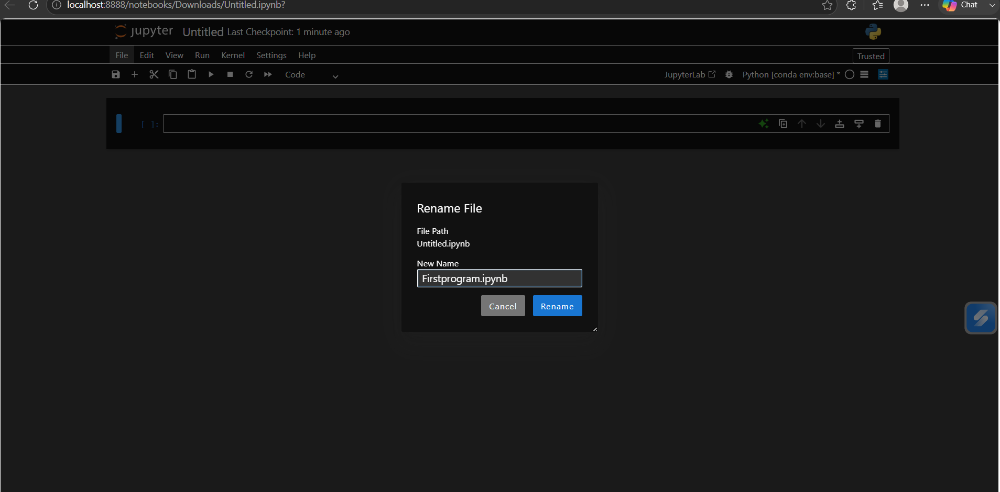 localhost:8888/notebooks/Downloads/Untitled.ipynb?
Chat
jupyter Untitled Last Checkpoint: 1 minute ago
File Edit View Run Kernel Settings Help
Trusted
Code
JupyterLab
Python [conda env:base] *
[ ]:
Rename File
File Path
Untitled.ipynb
New Name
Firstprogram.ipynb
Cancel Rename